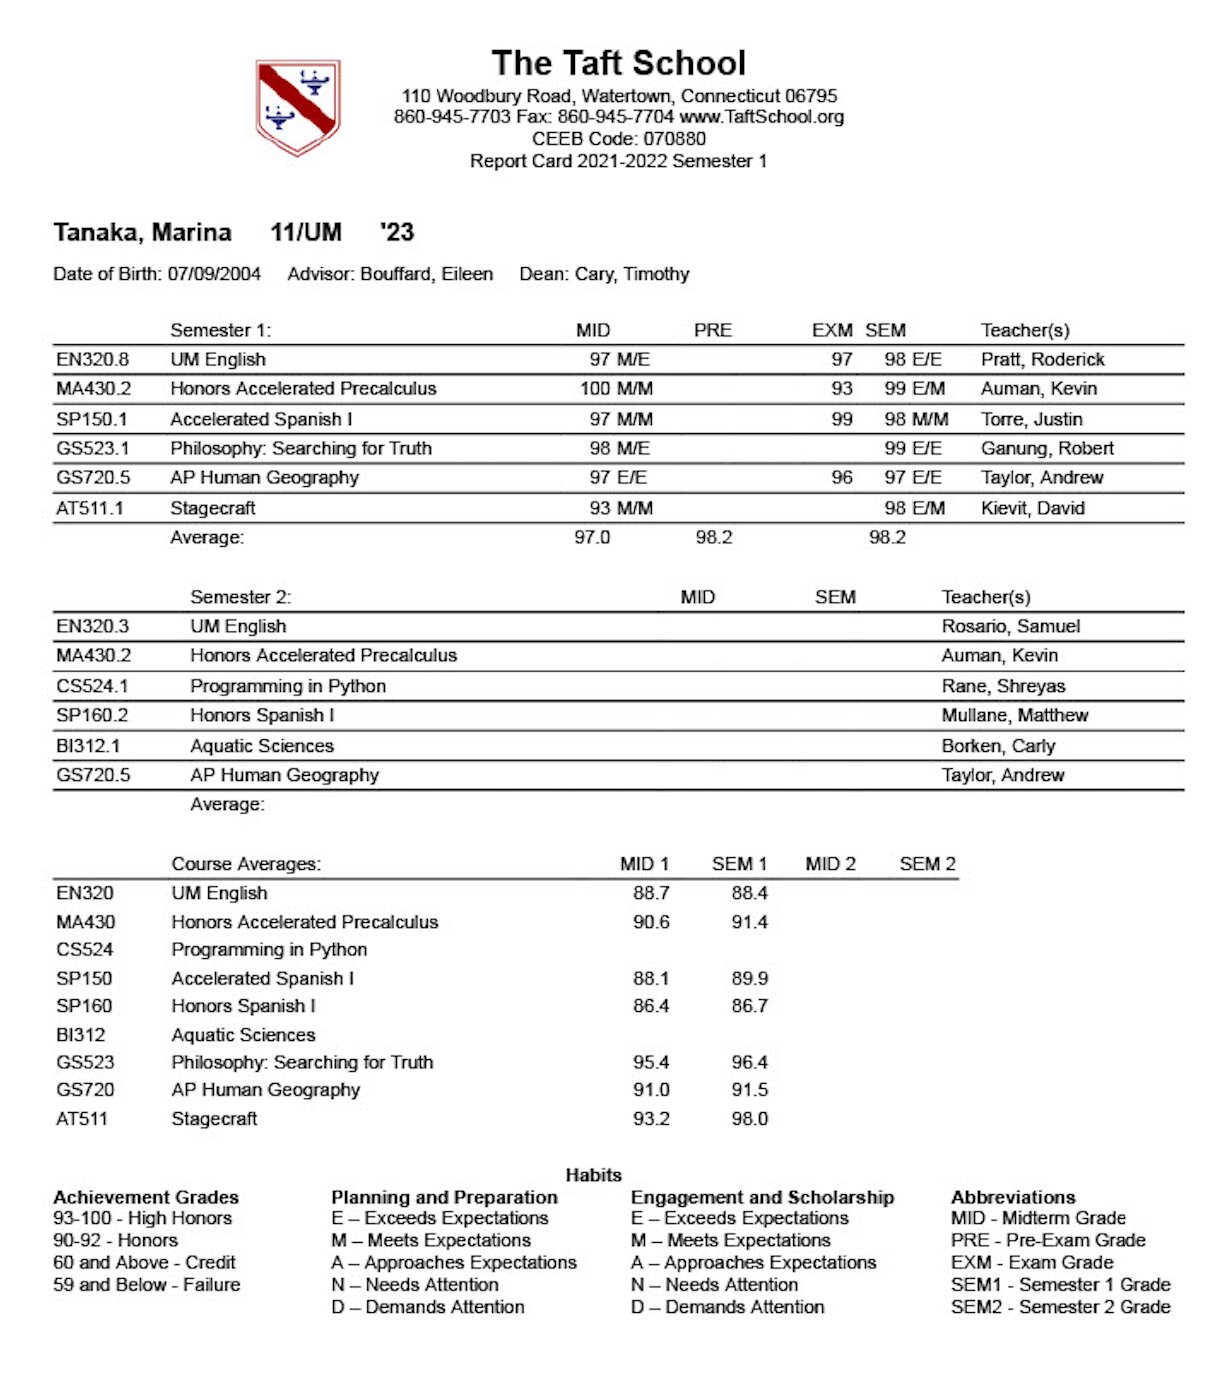 The Taft School
110 Woodbury Road, Watertown, Connecticut 06795
860-945-7703 Fax: 860-945-7704 www.TaftSchool.org
CEEB Code: 070880
Report Card 2021-2022 Semester 1
Tanaka, Marina 11/UM '23
Date of Birth: 07/09/2004 Advisor: Bouffard, Eileen Dean: Cary, Timothy
Semester 1: MID PRE EXM SEM Teacher(s)
EN320.8 UM English 97 M/E 97 98 E/E Pratt, Roderick
MA430.2 Honors Accelerated Precalculus 100 M/M 93 99 E/M Auman, Kevin
SP150.1 Accelerated Spanish I 97 M/M 99 98 M/M Torre, Justin
GS523.1 Philosophy: Searching for Truth 98 M/E 99 E/E Ganung, Robert
GS720.5 AP Human Geography 97 E/E 96 97 E/E Taylor, Andrew
AT511.1 Stagecraft 93 M/M 98 E/M Kievit, David
Average: 97.0 98.2 98.2
Semester 2: MID SEM Teacher(s)
EN320.3 UM English Rosario, Samuel
MA430.2 Honors Accelerated Precalculus Auman, Kevin
CS524.1 Programming in Python Rane, Shreyas
SP160.2 Honors Spanish I Mullane, Matthew
BI312.1 Aquatic Sciences Borken, Carly
GS720.5 AP Human Geography Taylor, Andrew
Average:
Course Averages: MID 1 SEM 1 MID 2 SEM 2
EN320 UM English 88.7 88.4
MA430 Honors Accelerated Precalculus 90.6 91.4
CS524 Programming in Python
SP150 Accelerated Spanish I 88.1 89.9
SP160 Honors Spanish I 86.4 86.7
BI312 Aquatic Sciences
GS523 Philosophy: Searching for Truth 95.4 96.4
GS720 AP Human Geography 91.0 91.5
AT511 Stagecraft 93.2 98.0
Habits
Achievement Grades Planning and Preparation Engagement and Scholarship Abbreviations
93-100 - High Honors E – Exceeds Expectations E – Exceeds Expectations MID - Midterm Grade
90-92 - Honors M – Meets Expectations M – Meets Expectations PRE - Pre-Exam Grade
60 and Above - Credit A – Approaches Expectations A – Approaches Expectations EXM - Exam Grade
59 and Below - Failure N – Needs Attention N – Needs Attention SEM1 - Semester 1 Grade
D – Demands Attention D – Demands Attention SEM2 - Semester 2 Grade